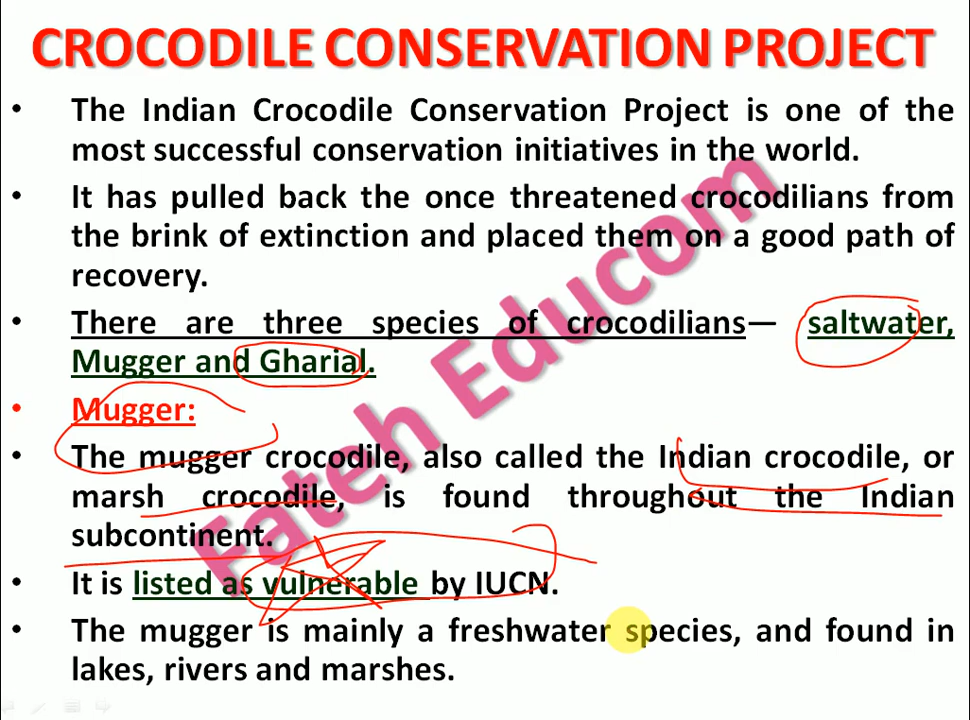 CROCODILE CONSERVATION PROJECT
• The Indian Crocodile Conservation Project is one of the
most successful conservation initiatives in the world.
• It has pulled back the once threatened crocodilians from
the brink of extinction and placed them on a good path of
recovery.
• There are three species of crocodilians— saltwater,
Mugger and Gharial.
• Mugger:
• The mugger crocodile, also called the Indian crocodile, or
marsh crocodile, is found throughout the Indian
subcontinent.
• It is listed as vulnerable by IUCN.
• The mugger is mainly a freshwater species, and found in
lakes, rivers and marshes.
Fateh Educom